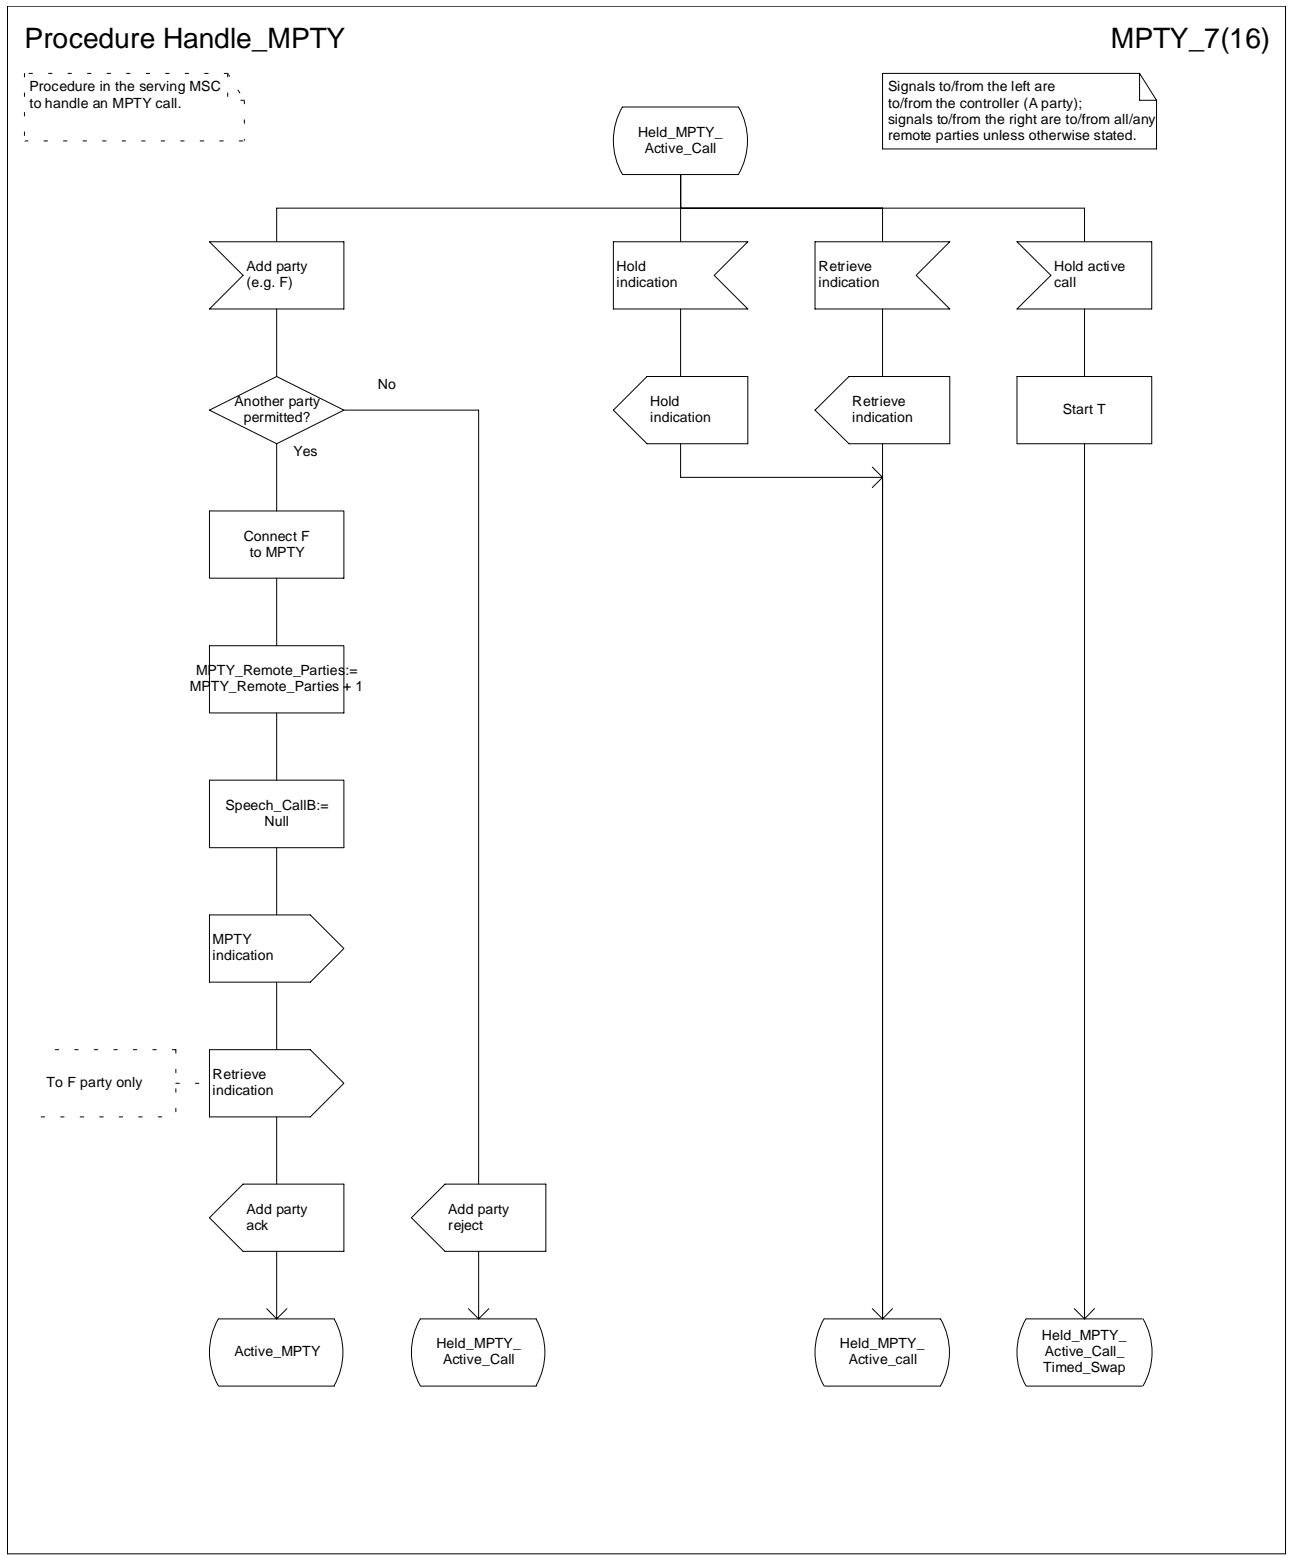 Procedure Handle_MPTY
MPTY_7(16)
Procedure in the serving MSC
to handle an MPTY call.
Signals to/from the left are
to/from the controller (A party);
signals to/from the right are to/from all/any
remote parties unless otherwise stated.
Held_MPTY_
Active_Call
Add party
(e.g. F)
Hold
indication
Retrieve
indication
Hold active
call
Another party
permitted?
No
Yes
Hold
indication
Retrieve
indication
Start T
Connect F
to MPTY
MPTY_Remote_Parties:=
MPTY_Remote_Parties + 1
Speech_CallB:=
Null
MPTY
indication
To F party only
Retrieve
indication
Add party
ack
Add party
reject
Active_MPTY
Held_MPTY_
Active_Call
Held_MPTY_
Active_call
Held_MPTY_
Active_Call_
Timed_Swap